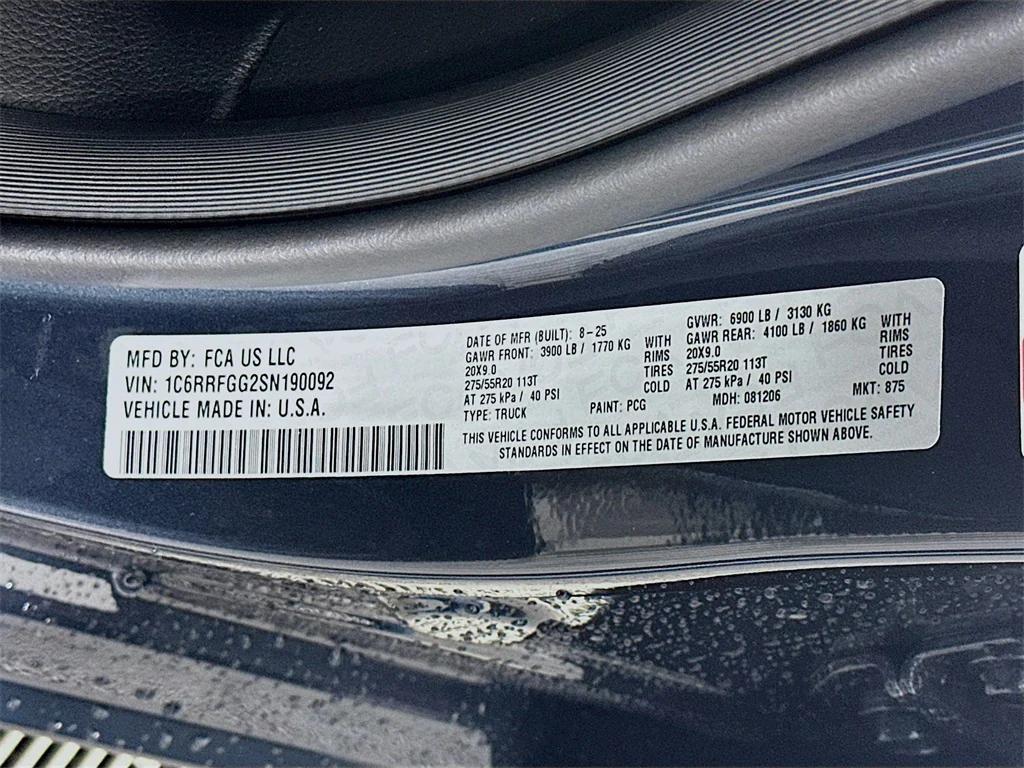 MFD BY: FCA US LLC
VIN: 1C6RRFGG2SN190092
VEHICLE MADE IN: U.S.A.
DATE OF MFR (BUILT): 8-25
GAWR FRONT: 3900 LB / 1770 KG WITH
20X9.0 RIMS
275/55R20 113T TIRES
AT 275 kPa / 40 PSI COLD
TYPE: TRUCK PAINT: PCG
GVWR: 6900 LB / 3130 KG
GAWR REAR: 4100 LB / 1860 KG WITH
20X9.0 RIMS
275/55R20 113T TIRES
AT 275 kPa / 40 PSI COLD
MDH: 081206 MKT: 875
THIS VEHICLE CONFORMS TO ALL APPLICABLE U.S.A. FEDERAL MOTOR VEHICLE SAFETY
STANDARDS IN EFFECT ON THE DATE OF MANUFACTURE SHOWN ABOVE.